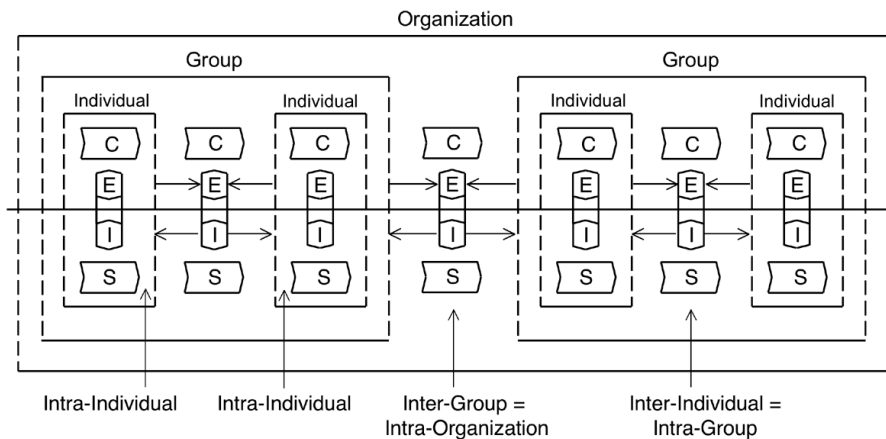 Organization
Group Group
Individual Individual Individual Individual
C C C C C C C
E E E E E E E
I I I I I I I
S S S S S S S
Intra-Individual Intra-Individual Inter-Group = Inter-Individual =
Intra-Organization Intra-Group